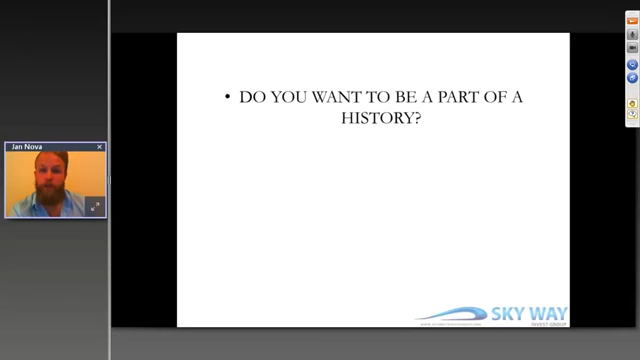 Jan Nova
• DO YOU WANT TO BE A PART OF A
HISTORY?
SKY WAY
INVEST GROUP